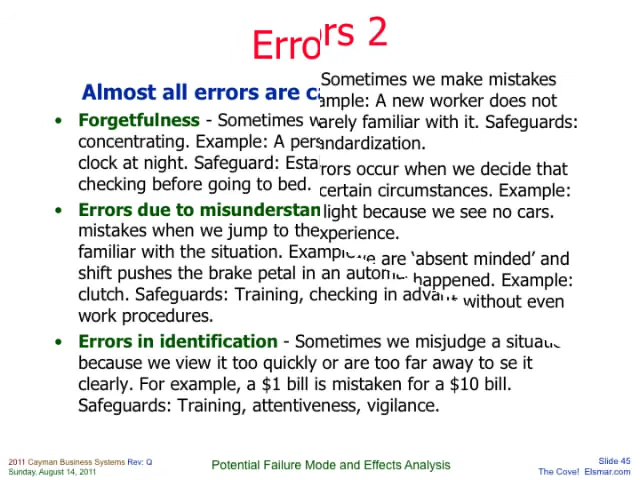 Erro
rs 2
Almost all errors are c
Sometimes we make mistakes
ample: A new worker does not
• Forgetfulness - Sometimes w
arely familiar with it. Safeguards:
concentrating. Example: A pers
andardization.
clock at night. Safeguard: Esta
rors occur when we decide that
checking before going to bed.
certain circumstances. Example:
• Errors due to misunderstan
light because we see no cars.
mistakes when we jump to the
xperience.
familiar with the situation. Examp
we are ‘absent minded’ and
shift pushes the brake petal in an autom
happened. Example:
clutch. Safeguards: Training, checking in advan
without even
work procedures.
• Errors in identification - Sometimes we misjudge a situa
because we view it too quickly or are too far away to se it
clearly. For example, a $1 bill is mistaken for a $10 bill.
Safeguards: Training, attentiveness, vigilance.
2011 Cayman Business Systems Rev: Q
Sunday, August 14, 2011
Potential Failure Mode and Effects Analysis
Slide 45
The Cove! Elsmar.com